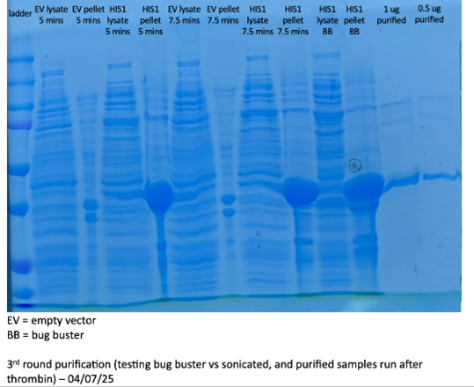 ladder EV lysate EV pellet HIS1 HIS1 EV lysate EV pellet HIS1 HIS1 HIS1 HIS1 1 ug 0.5 ug
5 mins 5 mins lysate pellet 7.5 mins 7.5 mins lysate pellet lysate pellet purified purified
5 mins 5 mins 7.5 mins 7.5 mins BB BB
EV = empty vector
BB = bug buster
3rd round purification (testing bug buster vs sonicated, and purified samples run after
thrombin) – 04/07/25